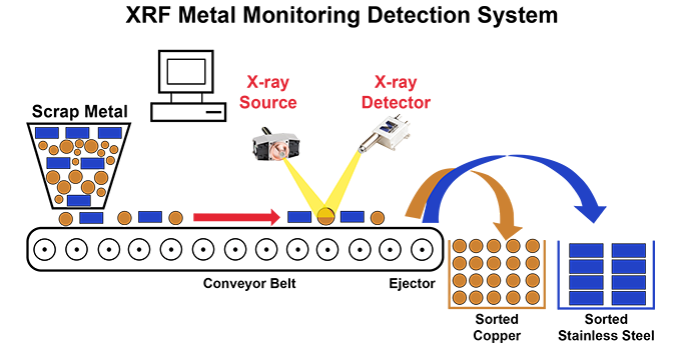 XRF Metal Monitoring Detection System
X-ray
Source
X-ray
Detector
Scrap Metal
Conveyor Belt
Ejector
Sorted
Copper
Sorted
Stainless Steel